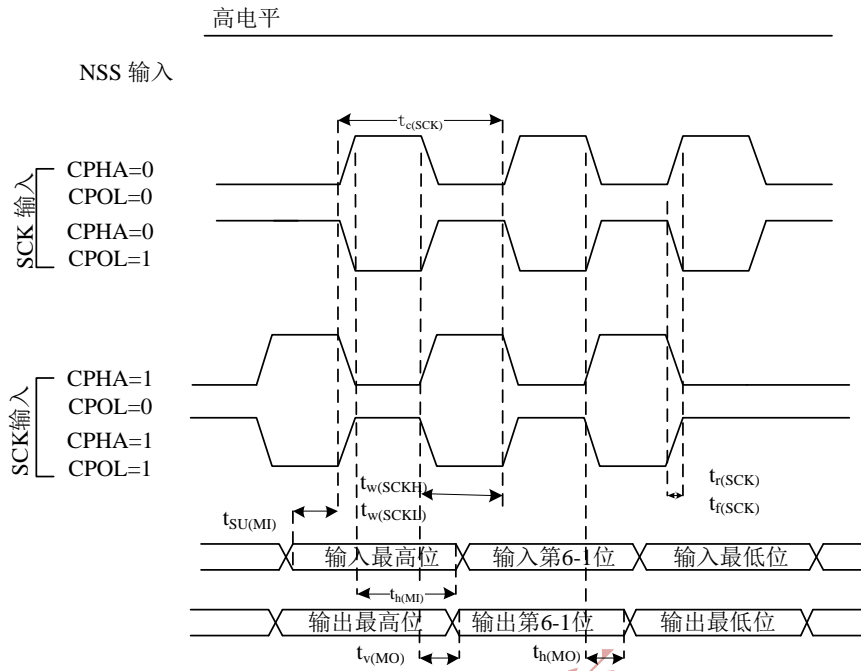 高电平
NSS 输入
tc(SCK)
SCK 输入
CPHA=0
CPOL=0
CPHA=0
CPOL=1
SCK输入
CPHA=1
CPOL=0
CPHA=1
CPOL=1
tw(SCKH)
tw(SCKL)
tr(SCK)
tf(SCK)
tSU(MI)
输入最高位
输入第6-1位
输入最低位
th(MI)
输出最高位
输出第6-1位
输出最低位
tv(MO)
th(MO)